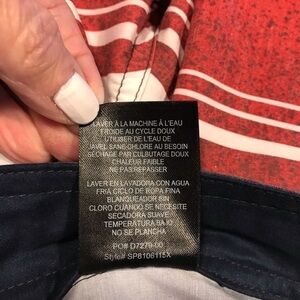 LAVER À LA MACHINE À L'EAU
FROIDE AU CYCLE DOUX
UTILISER DE L'EAU DE
JAVEL SANS CHLORE AU BESOIN
SÉCHAGE PAR CULBUTAGE DOUX
CHALEUR FAIBLE
NE PAS REPASSER
LAVAR EN LAVADORA CON AGUA
FRIA CICLO DE ROPA FINA
BLANQUEADOR SIN
CLORO CUANDO SE NECESITE
SECADORA SUAVE
TEMPERATURA BAJO
NO SE PLANCHA
PO# D7279-00
Style# SP8106115X